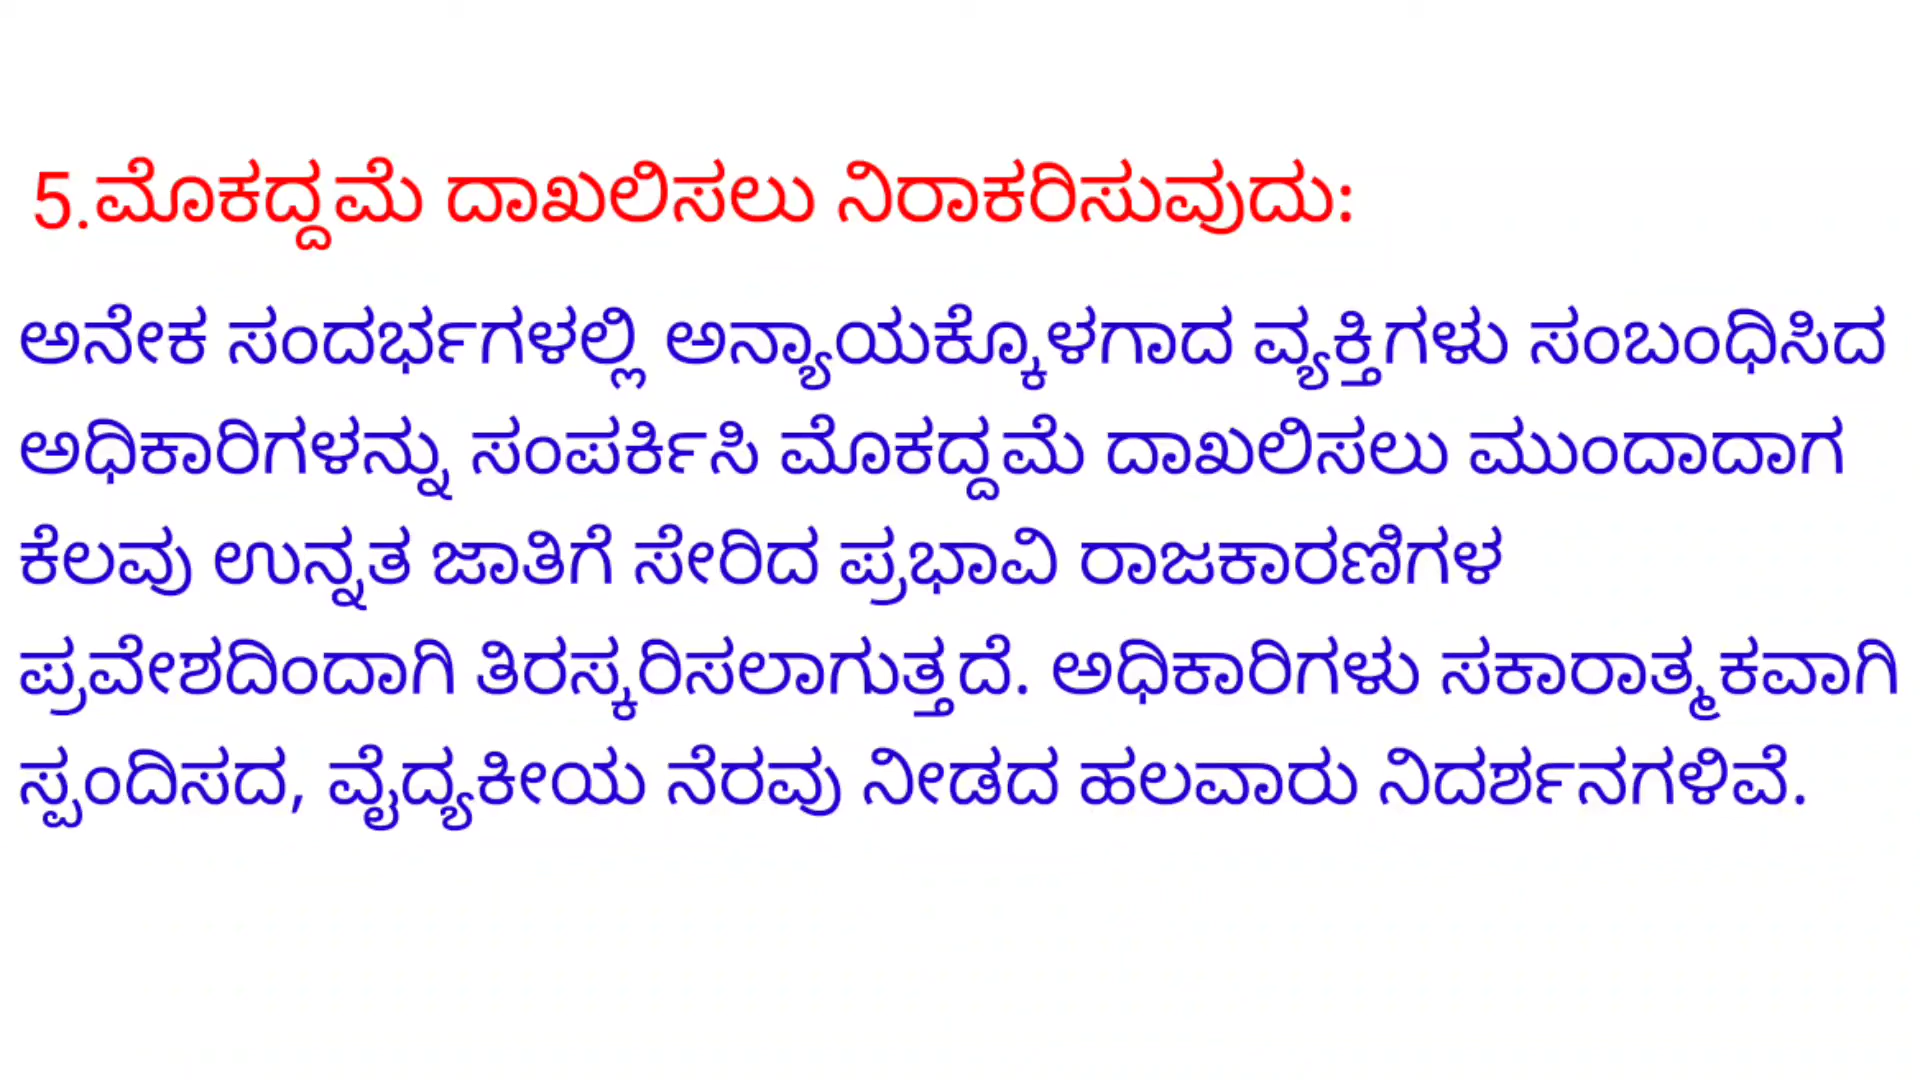 5.ಮೊಕದ್ದಮೆ ದಾಖಲಿಸಲು ನಿರಾಕರಿಸುವುದು:
ಅನೇಕ ಸಂದರ್ಭಗಳಲ್ಲಿ ಅನ್ಯಾಯಕ್ಕೊಳಗಾದ ವ್ಯಕ್ತಿಗಳು ಸಂಬಂಧಿಸಿದ
ಅಧಿಕಾರಿಗಳನ್ನು ಸಂಪರ್ಕಿಸಿ ಮೊಕದ್ದಮೆ ದಾಖಲಿಸಲು ಮುಂದಾದಾಗ
ಕೆಲವು ಉನ್ನತ ಜಾತಿಗೆ ಸೇರಿದ ಪ್ರಭಾವಿ ರಾಜಕಾರಣಿಗಳ
ಪ್ರವೇಶದಿಂದಾಗಿ ತಿರಸ್ಕರಿಸಲಾಗುತ್ತದೆ. ಅಧಿಕಾರಿಗಳು ಸಕಾರಾತ್ಮಕವಾಗಿ
ಸ್ಪಂದಿಸದ, ವೈದ್ಯಕೀಯ ನೆರವು ನೀಡದ ಹಲವಾರು ನಿದರ್ಶನಗಳಿವೆ.